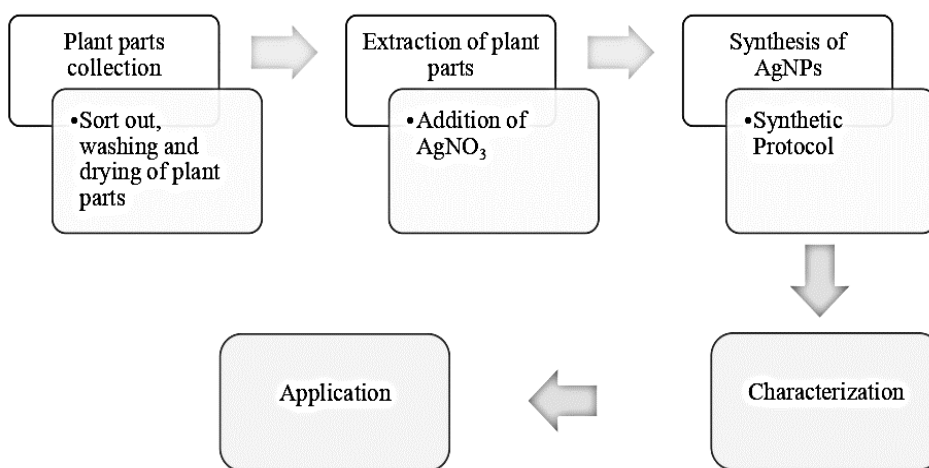 Plant parts
collection
•Sort out,
washing and
drying of plant
parts
Extraction of plant
parts
•Addition of
AgNO₃
Synthesis of
AgNPs
•Synthetic
Protocol
Characterization
Application